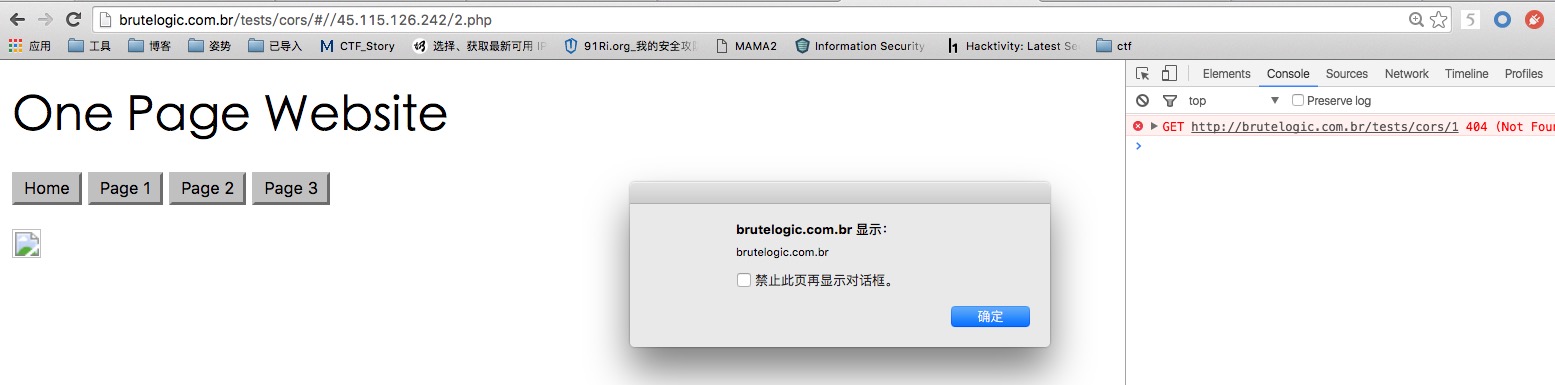 brutelogic.com.br/tests/cors/#//45.115.126.242/2.php
应用 工具 博客 姿势 已导入 CTF_Story 选择、获取最新可用 IP 91Ri.org_我的安全攻 MAMA2 Information Security Hacktivity: Latest Se ctf
One Page Website
Home Page 1 Page 2 Page 3
brutelogic.com.br 显示：
brutelogic.com.br
禁止此页再显示对话框。
确定
Elements Console Sources Network Timeline Profiles
top Preserve log
GET http://brutelogic.com.br/tests/cors/1 404 (Not Foun